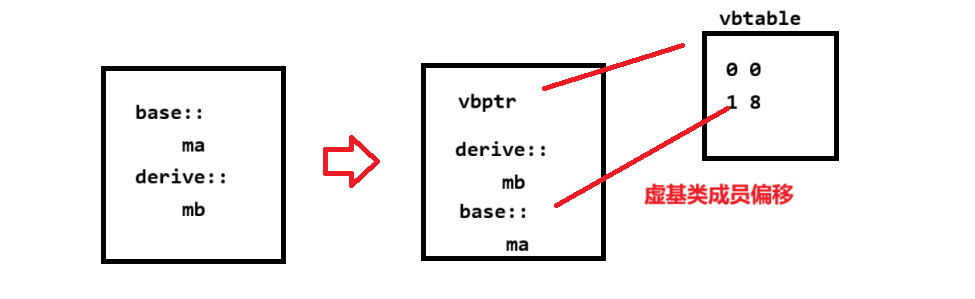 base::
ma
derive::
mb
vbptr
derive::
mb
base::
ma
vbtable
0 0
1 8
虚基类成员偏移